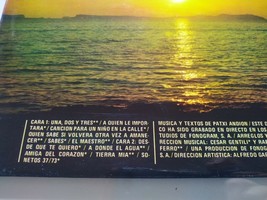 CARA 1: UNA, DOS Y TRES** / A QUIEN LE IMPOR-
TARA* / CANCION PARA UN NIÑO EN LA CALLE*/
QUIEN SABE SI VOLVERA OTRA VEZ A AMANE-
CER** / SABES* / EL MAESTRO** / CARA 2: DES-
DE QUE TE QUIERO* / A DONDE EL AGUA** /
AMIGA DEL CORAZON* / TIERRA MIA** / SO-
NETOS 37/73*
MUSICA Y TEXTOS DE PATXI ANDION
CO HA SIDO GRABADO EN DIRECTO EN LOS
TUDIOS DE FONOGRAM, S. A., ARREGLOS Y
RECCION MUSICAL: CESAR GENTILI* Y RA
FERRO** / UNA PRODUCCION DE FONOG
S. A./ DIRECCION ARTISTICA: ALFREDO GAR